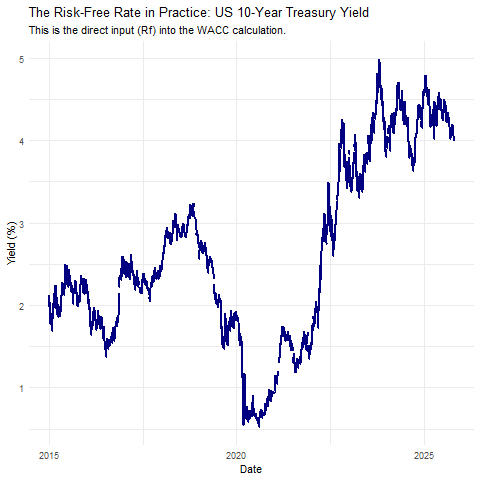 The Risk-Free Rate in Practice: US 10-Year Treasury Yield
This is the direct input (Rf) into the WACC calculation.
5
4
3
2
1
Yield (%)
2015
2020
2025
Date